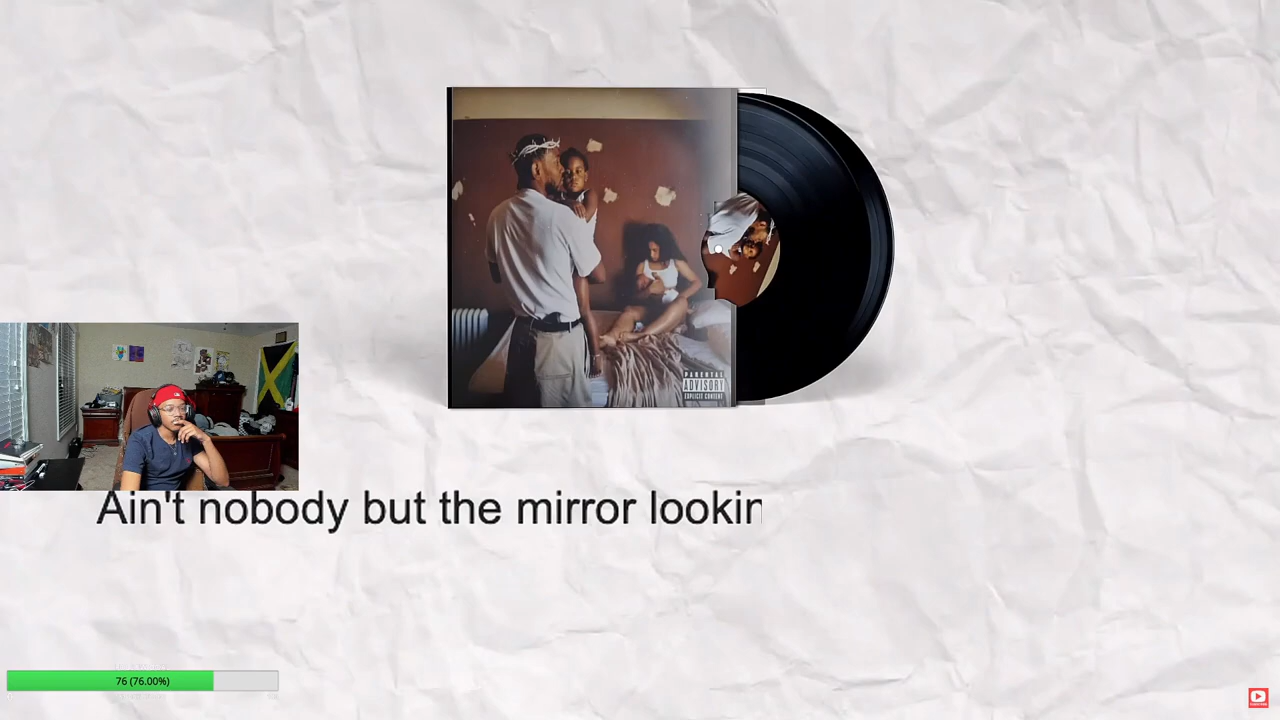 PARENTAL
ADVISORY
EXPLICIT CONTENT
Ain't nobody but the mirror lookin
76 (76.00%)